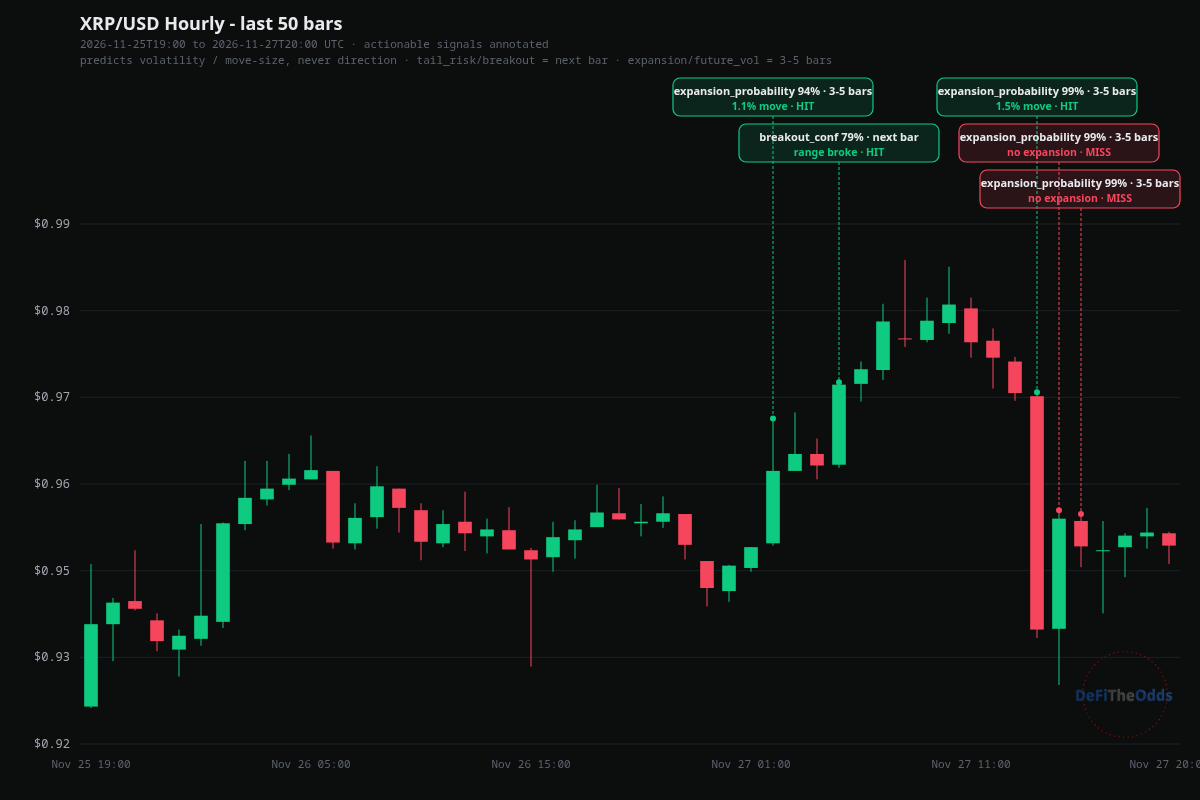 XRP/USD Hourly - last 50 bars
2026-11-25T19:00 to 2026-11-27T20:00 UTC · actionable signals annotated
predicts volatility / move-size, never direction · tail_risk/breakout = next bar · expansion/future_vol = 3-5 bars
expansion_probability 94% · 3-5 bars
1.1% move · HIT
expansion_probability 99% · 3-5 bars
1.5% move · HIT
breakout_conf 79% · next bar
range broke · HIT
expansion_probability 99% · 3-5 bars
no expansion · MISS
expansion_probability 99% · 3-5 bars
no expansion · MISS
$0.99
$0.98
$0.97
$0.96
$0.95
$0.93
$0.92
DeFiTheOdds
Nov 25 19:00
Nov 26 05:00
Nov 26 15:00
Nov 27 01:00
Nov 27 11:00
Nov 27 20:0